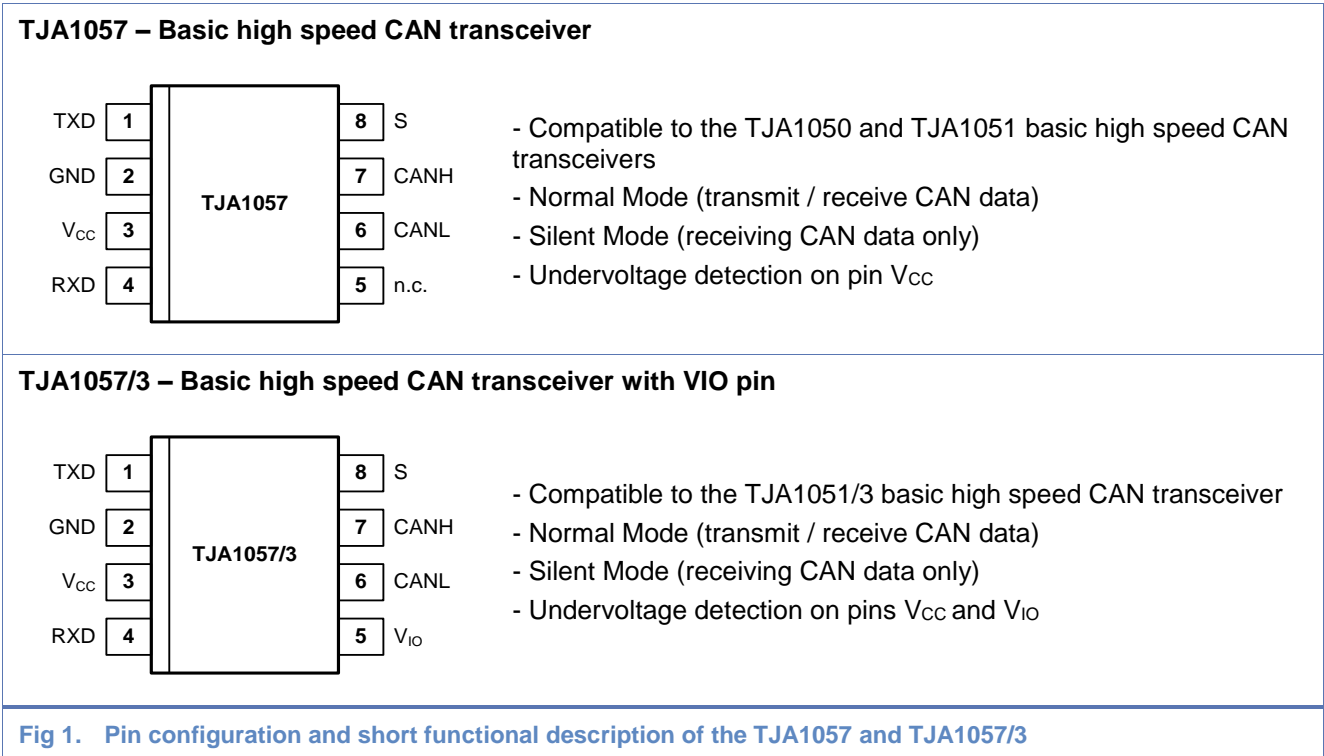 TJA1057 – Basic high speed CAN transceiver
TXD 1
GND 2
VCC 3
RXD 4
TJA1057
8 S
7 CANH
6 CANL
5 n.c.
- Compatible to the TJA1050 and TJA1051 basic high speed CAN
transceivers
- Normal Mode (transmit / receive CAN data)
- Silent Mode (receiving CAN data only)
- Undervoltage detection on pin VCC
TJA1057/3 – Basic high speed CAN transceiver with VIO pin
TXD 1
GND 2
VCC 3
RXD 4
TJA1057/3
8 S
7 CANH
6 CANL
5 VIO
- Compatible to the TJA1051/3 basic high speed CAN transceiver
- Normal Mode (transmit / receive CAN data)
- Silent Mode (receiving CAN data only)
- Undervoltage detection on pins VCC and VIO
Fig 1. Pin configuration and short functional description of the TJA1057 and TJA1057/3